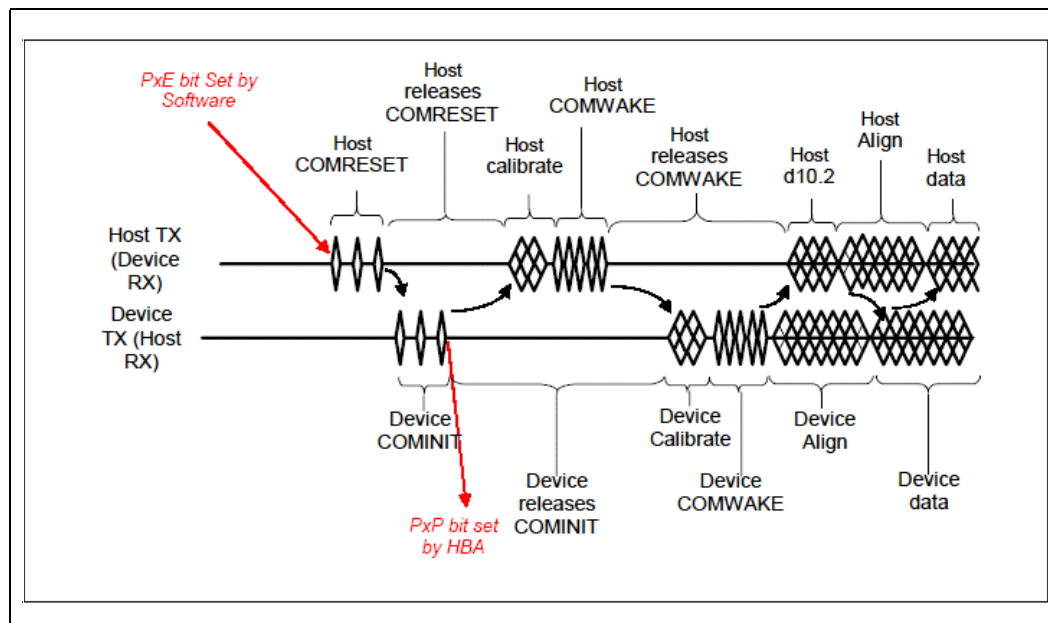 PxE bit Set by
Software
Host
COMRESET
Host
releases
COMRESET
Host
calibrate
Host
COMWAKE
Host
releases
COMWAKE
Host
d10.2
Host
Align
Host
data
Host TX
(Device
RX)
Device
TX (Host
RX)
Device
COMINIT
PxP bit set
by HBA
Device
releases
COMINIT
Device
Calibrate
Device
COMWAKE
Device
Align
Device
data